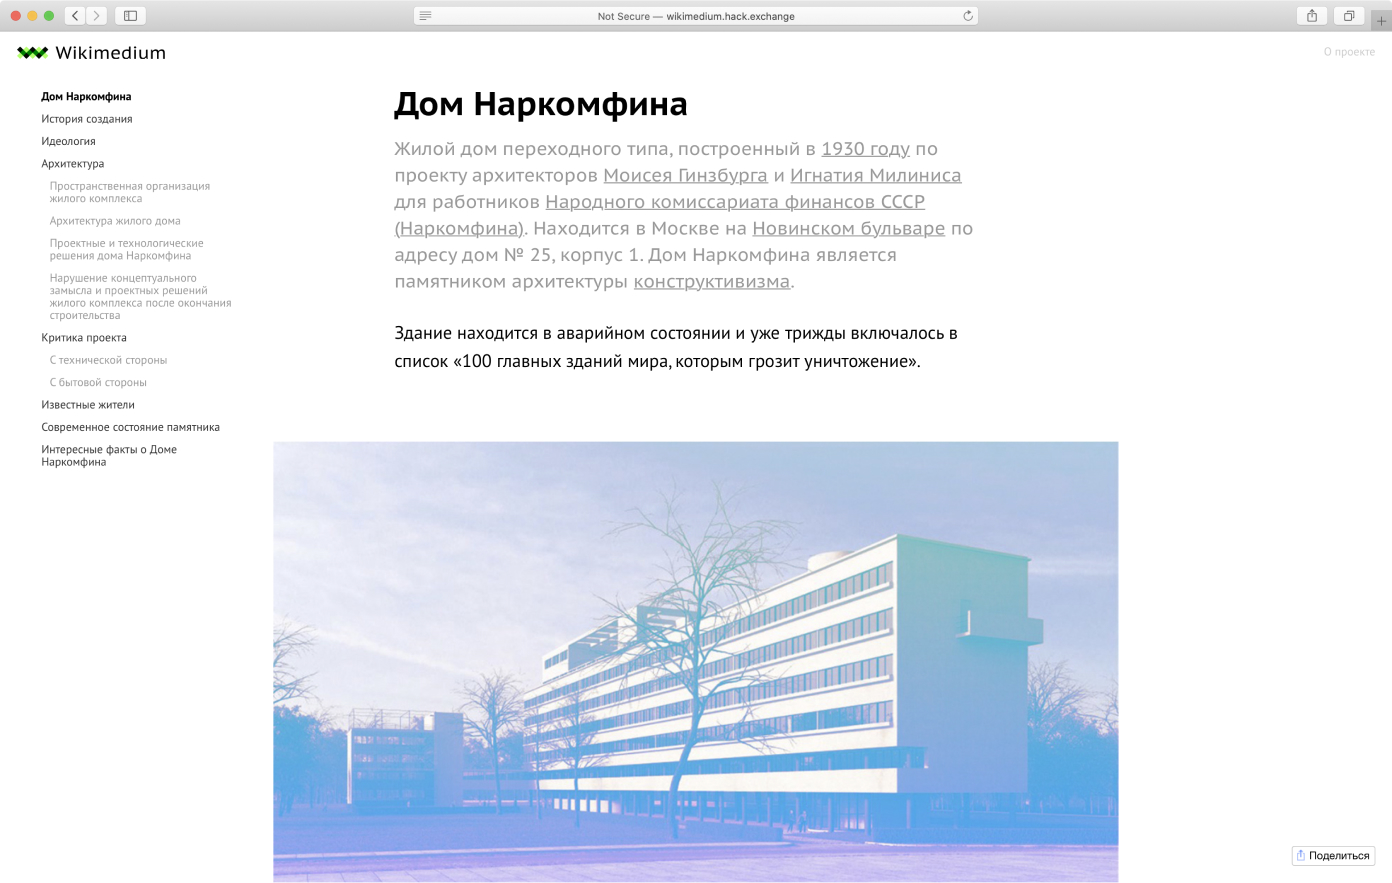 Not Secure — wikimedium.hack.exchange
Wikimedium
О проекте
Дом Наркомфина
История создания
Идеология
Архитектура
Пространственная организация
жилого комплекса
Архитектура жилого дома
Проектные и технологические
решения дома Наркомфина
Нарушение концептуального
замысла и проектных решений
жилого комплекса после окончания
строительства
Критика проекта
С технической стороны
С бытовой стороны
Известные жители
Современное состояние памятника
Интересные факты о Доме
Наркомфина
Дом Наркомфина
Жилой дом переходного типа, построенный в 1930 году по
проекту архитекторов Моисея Гинзбурга и Игнатия Милиниса
для работников Народного комиссариата финансов СССР
(Наркомфина). Находится в Москве на Новинском бульваре по
адресу дом № 25, корпус 1. Дом Наркомфина является
памятником архитектуры конструктивизма.
Здание находится в аварийном состоянии и уже трижды включалось в
список «100 главных зданий мира, которым грозит уничтожение».
Поделиться